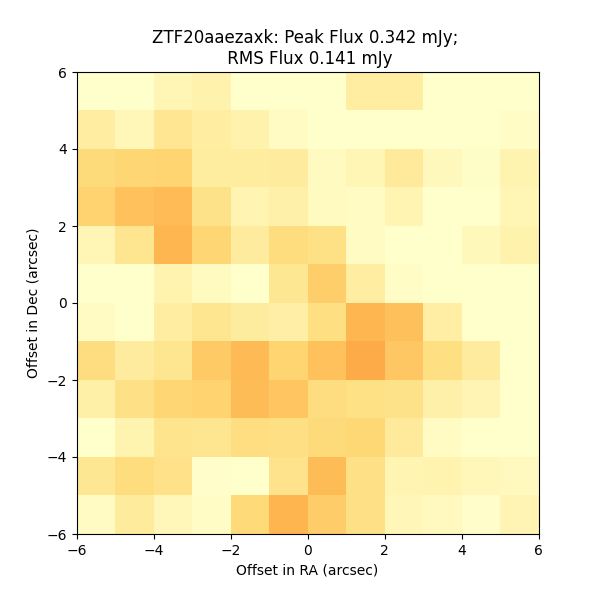 ZTF20aaezaxk: Peak Flux 0.342 mJy;
RMS Flux 0.141 mJy
6
4
2
0
−2
−4
−6
Offset in Dec (arcsec)
−6 −4 −2 0 2 4 6
Offset in RA (arcsec)